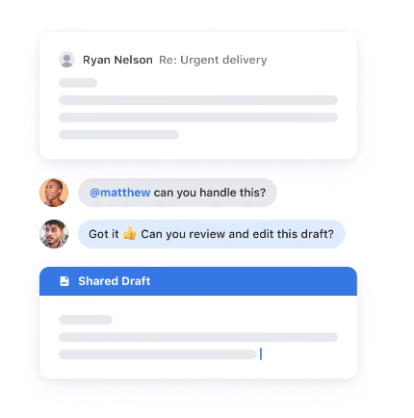 Ryan Nelson Re: Urgent delivery
@matthew can you handle this?
Got it 👍 Can you review and edit this draft?
Shared Draft